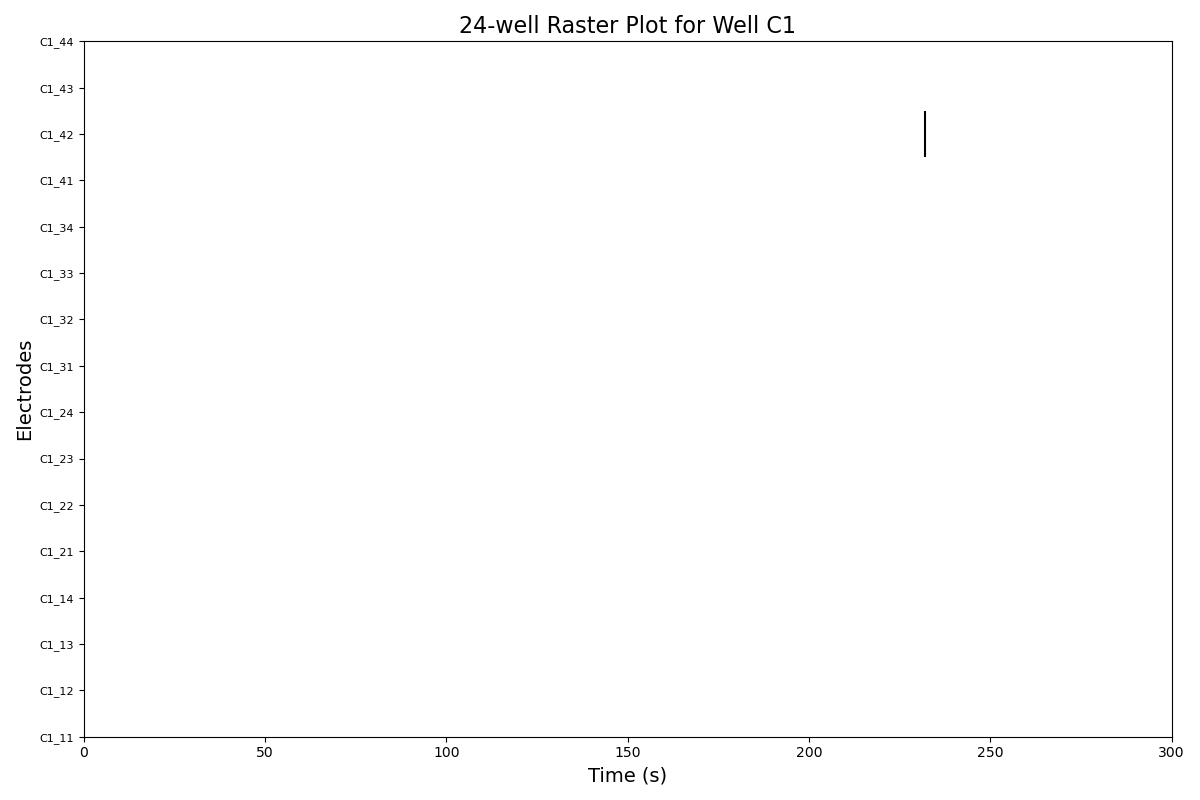 24-well Raster Plot for Well C1
C1_44
C1_43
C1_42
C1_41
C1_34
C1_33
C1_32
C1_31
C1_24
C1_23
C1_22
C1_21
C1_14
C1_13
C1_12
C1_11
Electrodes
0 50 100 150 200 250 300
Time (s)